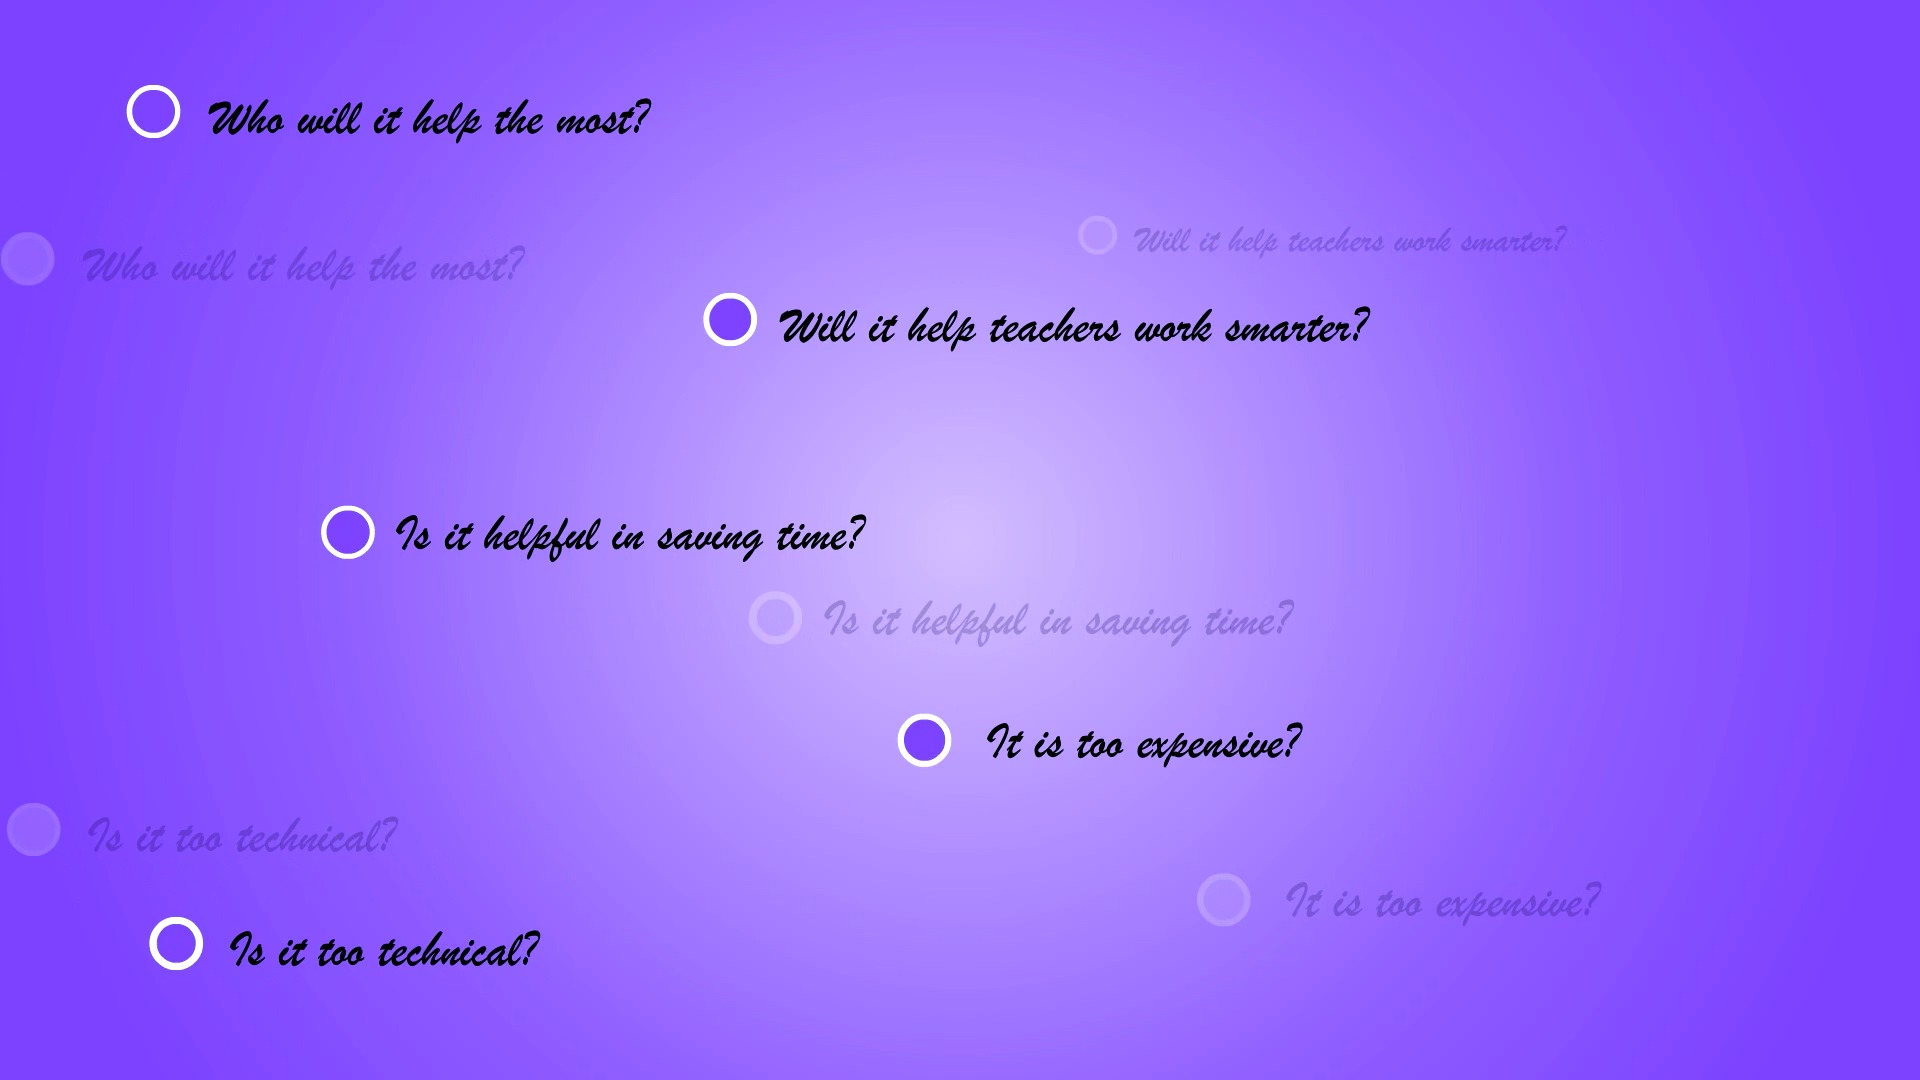 Who will it help the most?
Will it help teachers work smarter?
Who will it help the most?
Will it help teachers work smarter?
Is it helpful in saving time?
Is it helpful in saving time?
It is too expensive?
Is it too technical?
It is too expensive?
Is it too technical?